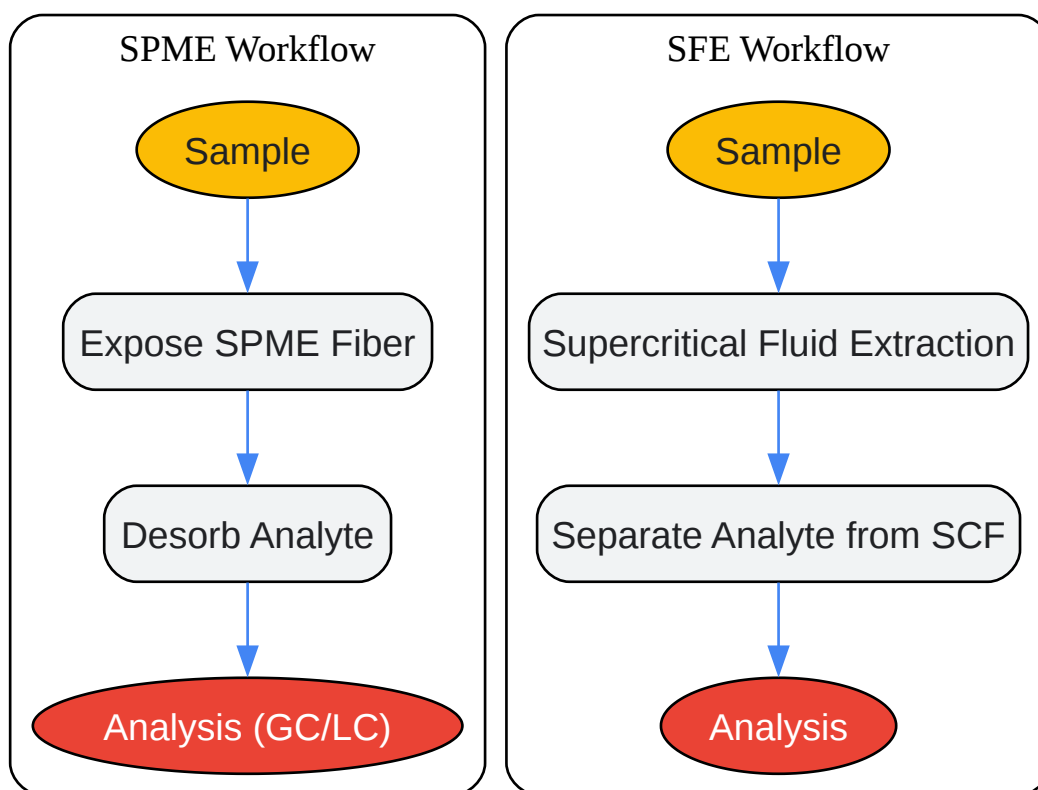 SPME Workflow
Sample
Expose SPME Fiber
Desorb Analyte
Analysis (GC/LC)
SFE Workflow
Sample
Supercritical Fluid Extraction
Separate Analyte from SCF
Analysis